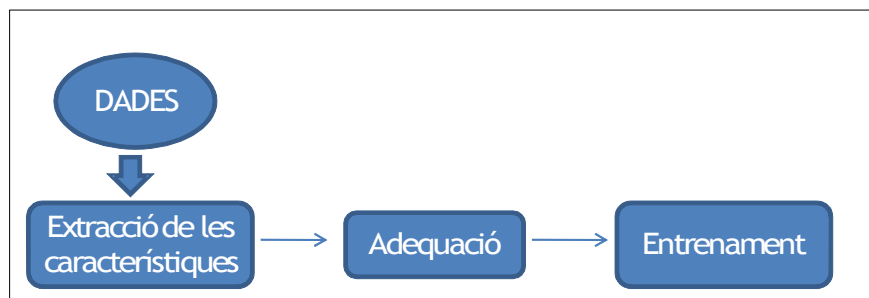 DADES
Extracció de les
característiques
Adequació
Entrenament